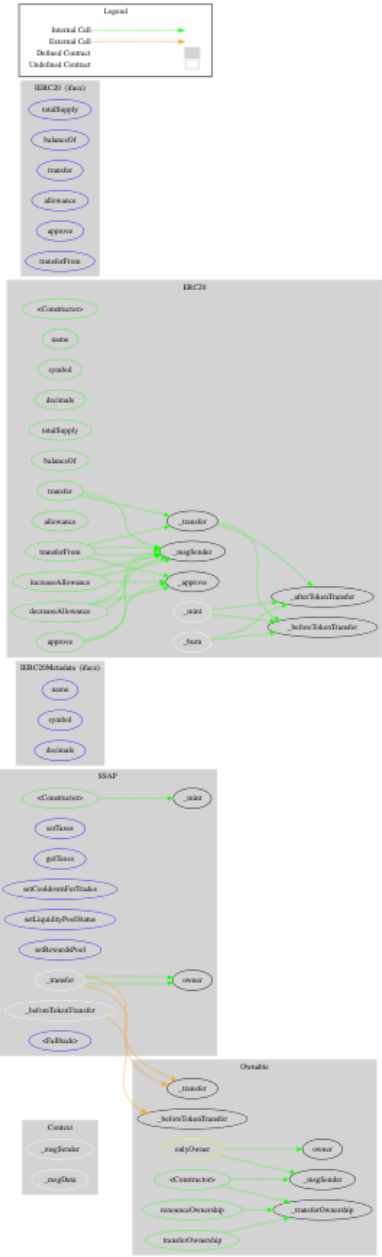 Legend
Internal Call
External Call
Defined Contract
Undefined Contract
IERC20 (iface)
totalSupply
balanceOf
transfer
allowance
approve
transferFrom
ERC20
<Constructor>
name
symbol
decimals
totalSupply
balanceOf
transfer
allowance
_transfer
transferFrom
_msgSender
increaseAllowance
_approve
_afterTokenTransfer
decreaseAllowance
_mint
_beforeTokenTransfer
approve
_burn
IERC20Metadata (iface)
name
symbol
decimals
SSAP
<Constructor>
_mint
setTaxes
getTaxes
setCooldownForTrades
setLiquidityPoolStatus
setRewardsPool
_transfer
owner
_beforeTokenTransfer
<Fallback>
Ownable
_transfer
_beforeTokenTransfer
Context
_msgSender
_msgData
onlyOwner
owner
<Constructor>
_msgSender
renounceOwnership
_transferOwnership
transferOwnership